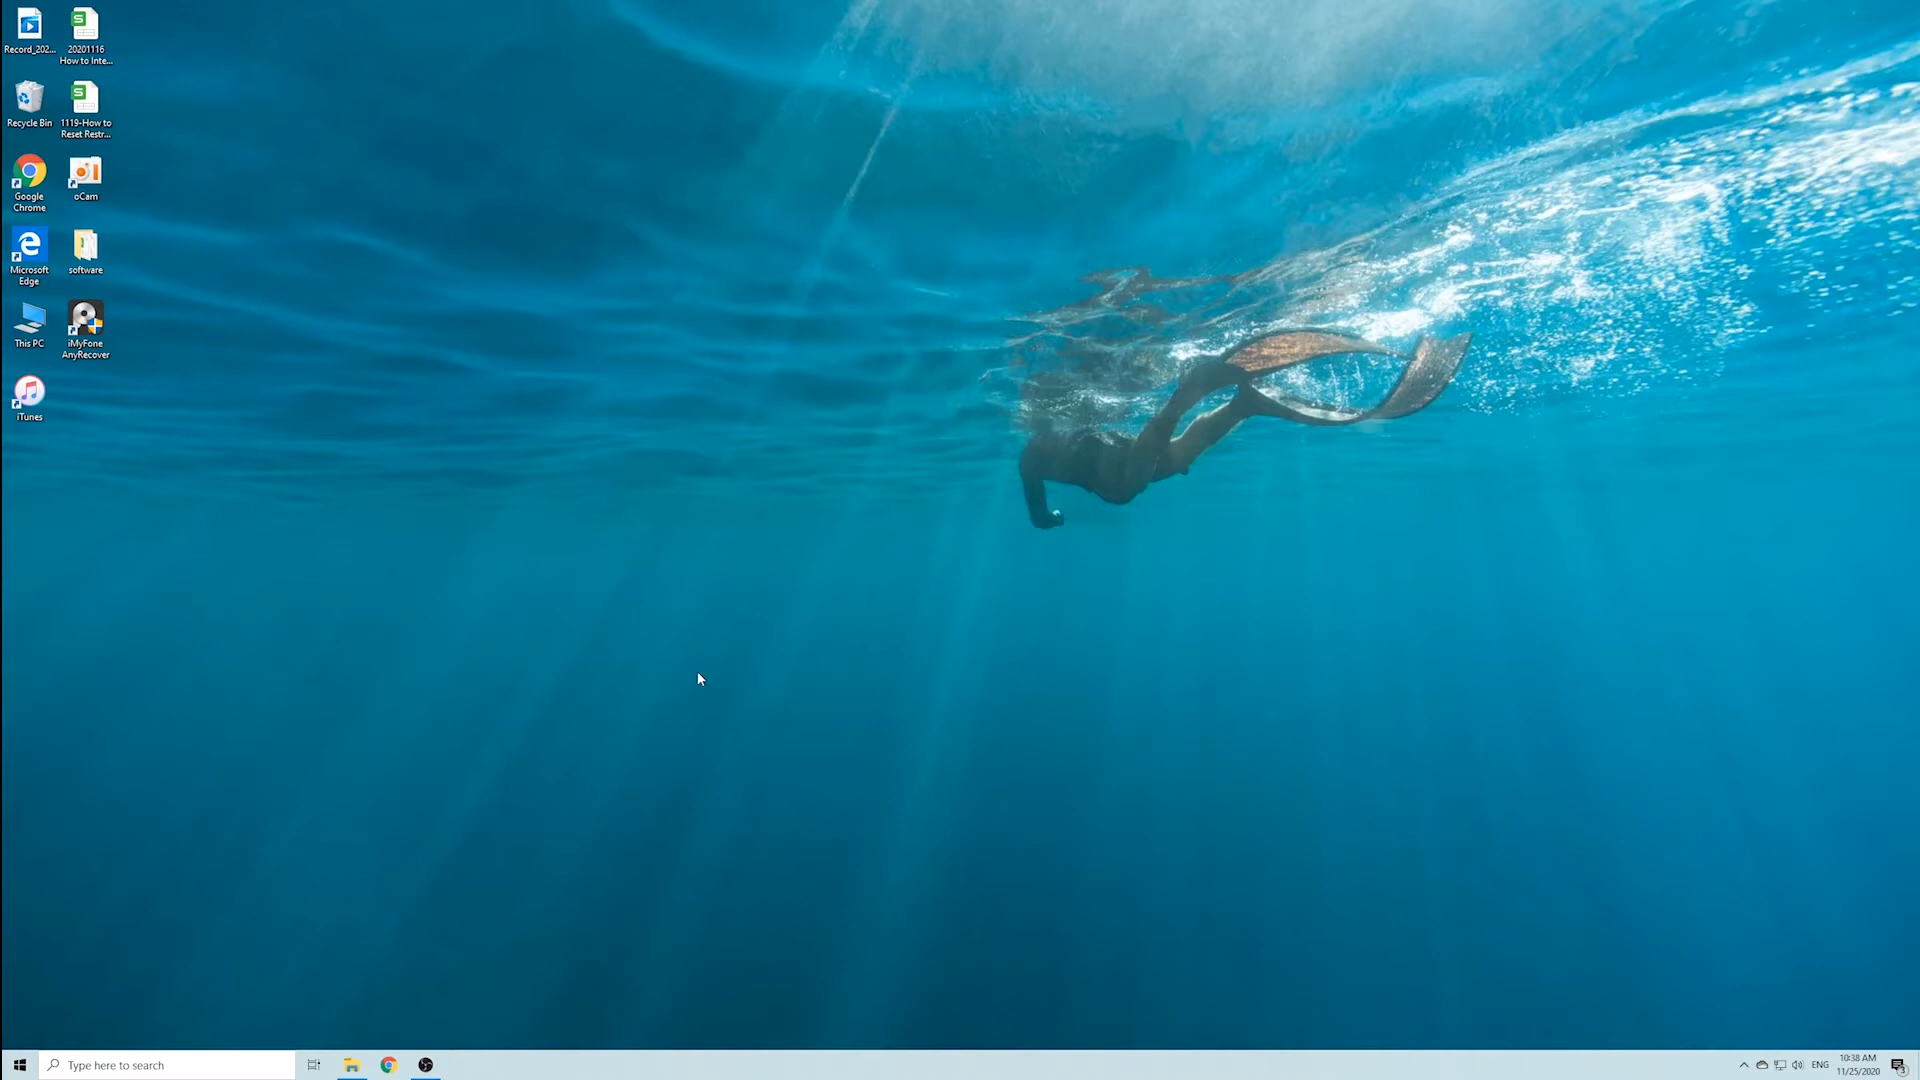 Record_202...
20201116
How to Inte...
Recycle Bin
1119-How to
Reset Restr...
Google
Chrome
oCam
Microsoft
Edge
software
This PC
iMyFone
AnyRecover
iTunes
Type here to search
ENG
10:38 AM
11/25/2020
3